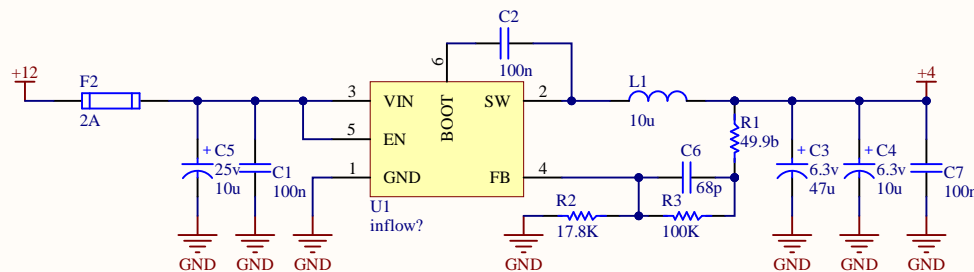 +12
F2
2A
+
C5
25v
10u
C1
100n
GND
GND
GND
3
5
1
VIN
EN
GND
BOOT
SW
FB
U1
inflow?
6
2
4
C2
100n
L1
10u
R1
49.9b
C6
68p
R2
17.8K
R3
100K
GND
+
C3
6.3v
47u
+
C4
6.3v
10u
C7
100n
+4
GND
GND
GND